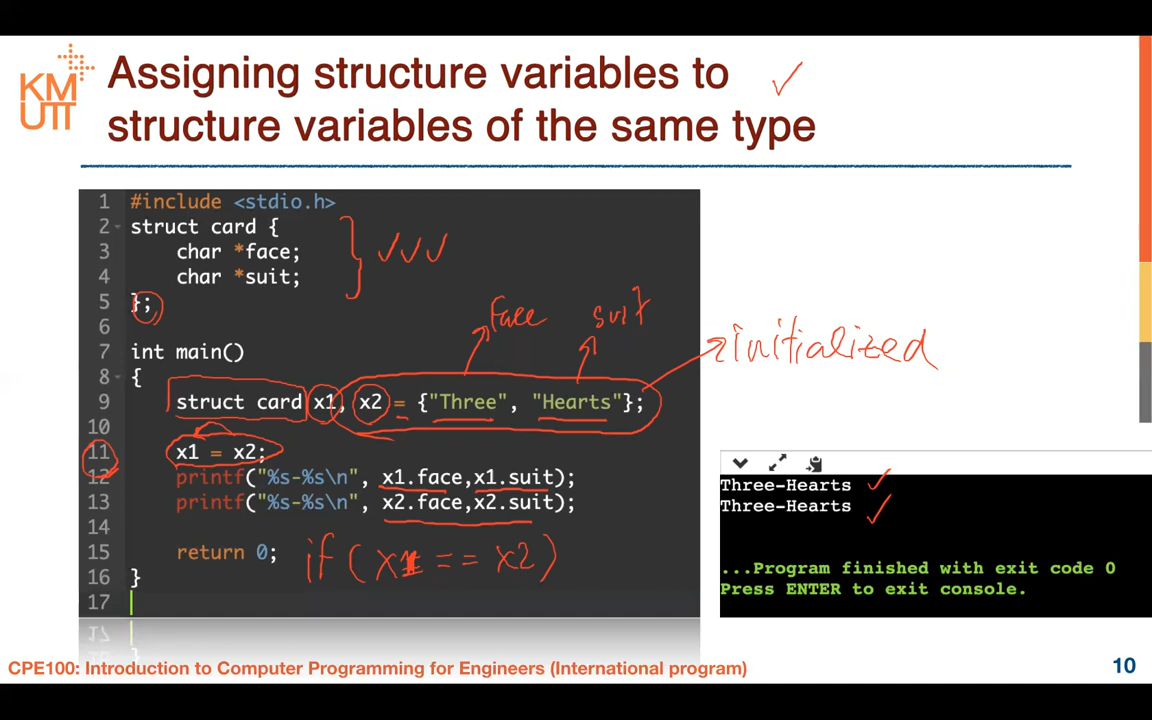 KM
UTT
Assigning structure variables to
structure variables of the same type
1 #include <stdio.h>
2 struct card {
3 char *face;
4 char *suit;
5 };
6
7 int main()
8 {
9 struct card x1, x2 = {"Three", "Hearts"};
10
11 x1 = x2;
12 printf("%s-%s\n", x1.face,x1.suit);
13 printf("%s-%s\n", x2.face,x2.suit);
14
15 return 0;
16 }
17
face
suit
initialized
if (x1 == x2)
Three-Hearts
Three-Hearts
...Program finished with exit code 0
Press ENTER to exit console.
CPE100: Introduction to Computer Programming for Engineers (International program)
10